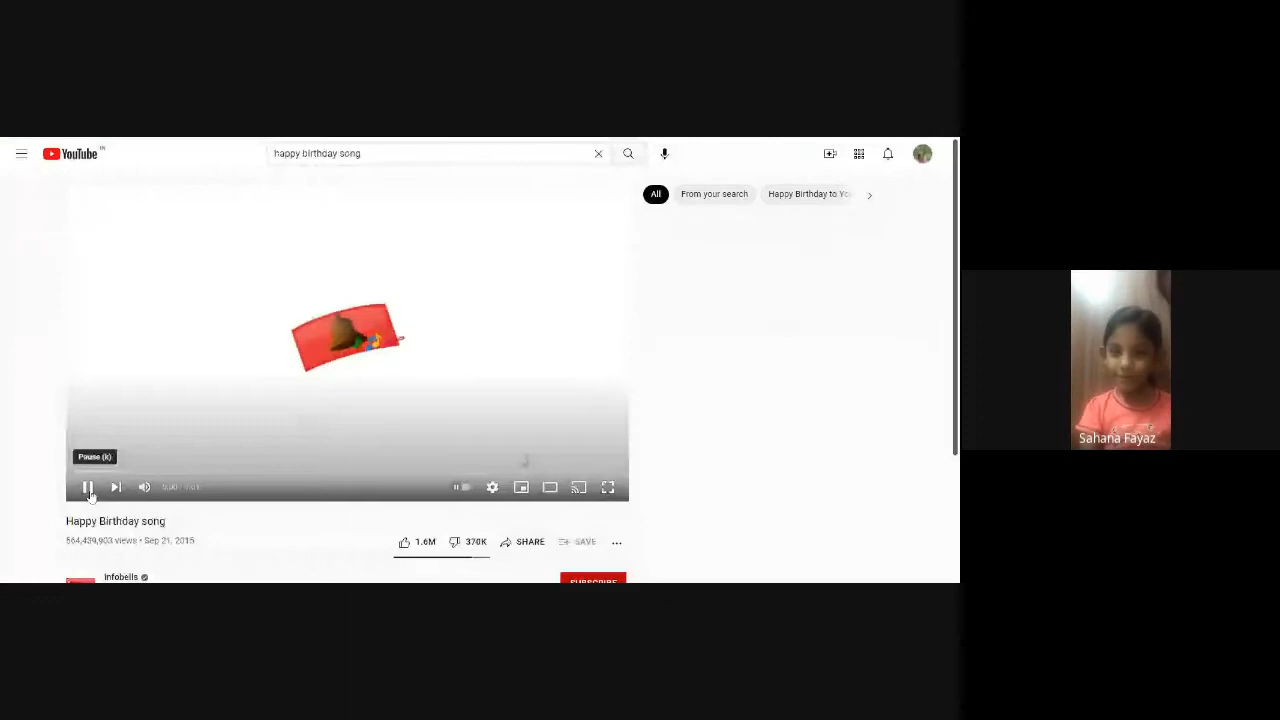 YouTube IN
happy birthday song
All
From your search
Happy Birthday to Yo
Pause (k)
Happy Birthday song
564,439,903 views • Sep 21, 2015
1.6M
370K
SHARE
SAVE
Infobells
SUBSCRIBE
Sahana Fayaz